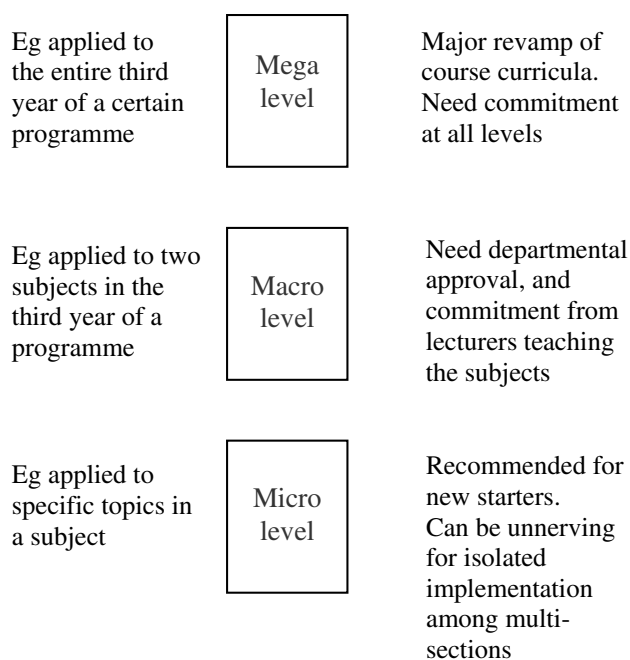 Eg applied to
the entire third
year of a certain
programme
Mega
level
Major revamp of
course curricula.
Need commitment
at all levels
Eg applied to two
subjects in the
third year of a
programme
Macro
level
Need departmental
approval, and
commitment from
lecturers teaching
the subjects
Eg applied to
specific topics in
a subject
Micro
level
Recommended for
new starters.
Can be unnerving
for isolated
implementation
among multi-
sections